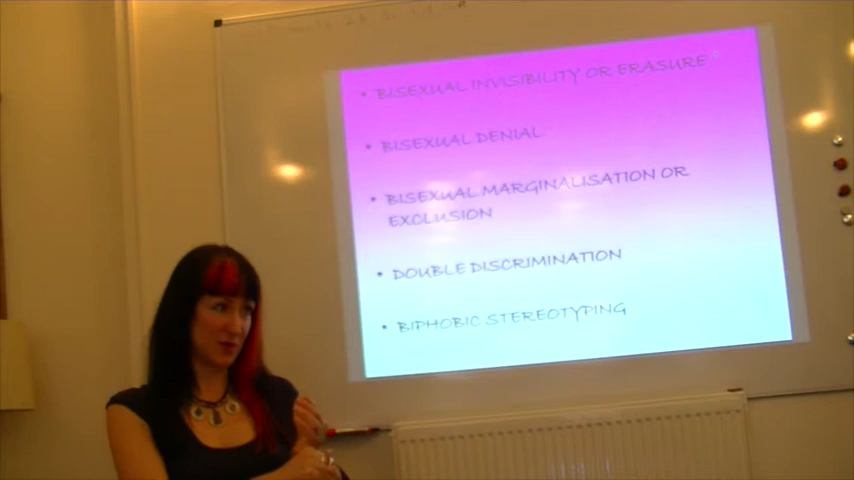 • BISEXUAL INVISIBILITY OR ERASURE
• BISEXUAL DENIAL
• BISEXUAL MARGINALISATION OR
EXCLUSION
• DOUBLE DISCRIMINATION
• BIPHOBIC STEREOTYPING